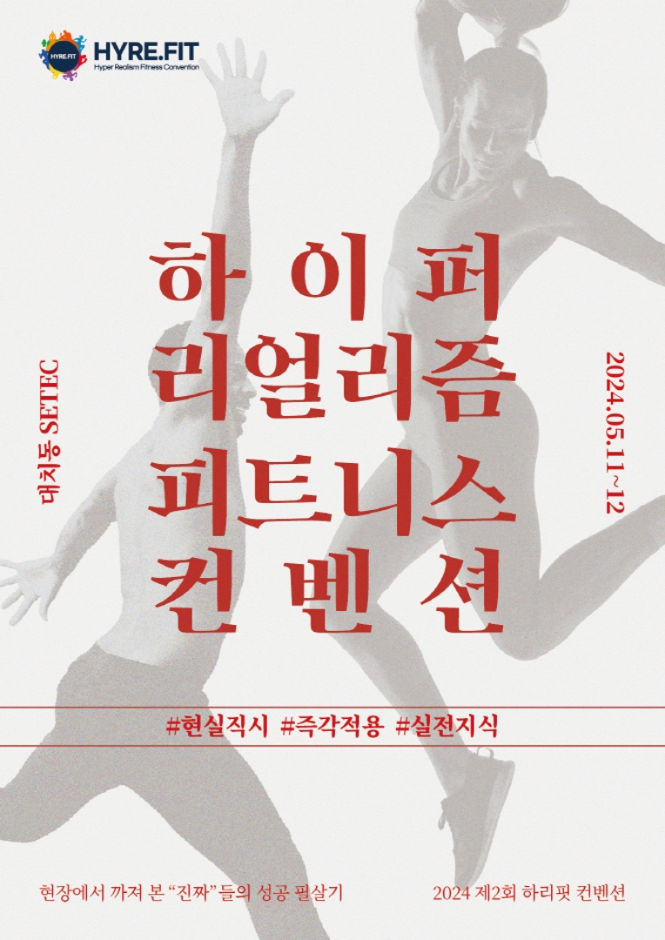 HYRE.FIT
HYRE.FIT
Hyper Realism Fitness Convention
하이퍼
리얼리즘
피트니스
컨벤션
대치동 SETEC
2024.05.11~12
#현실직시 #즉각적용 #실전지식
현장에서 까져 본 “진짜”들의 성공 필살기
2024 제2회 하리핏 컨벤션